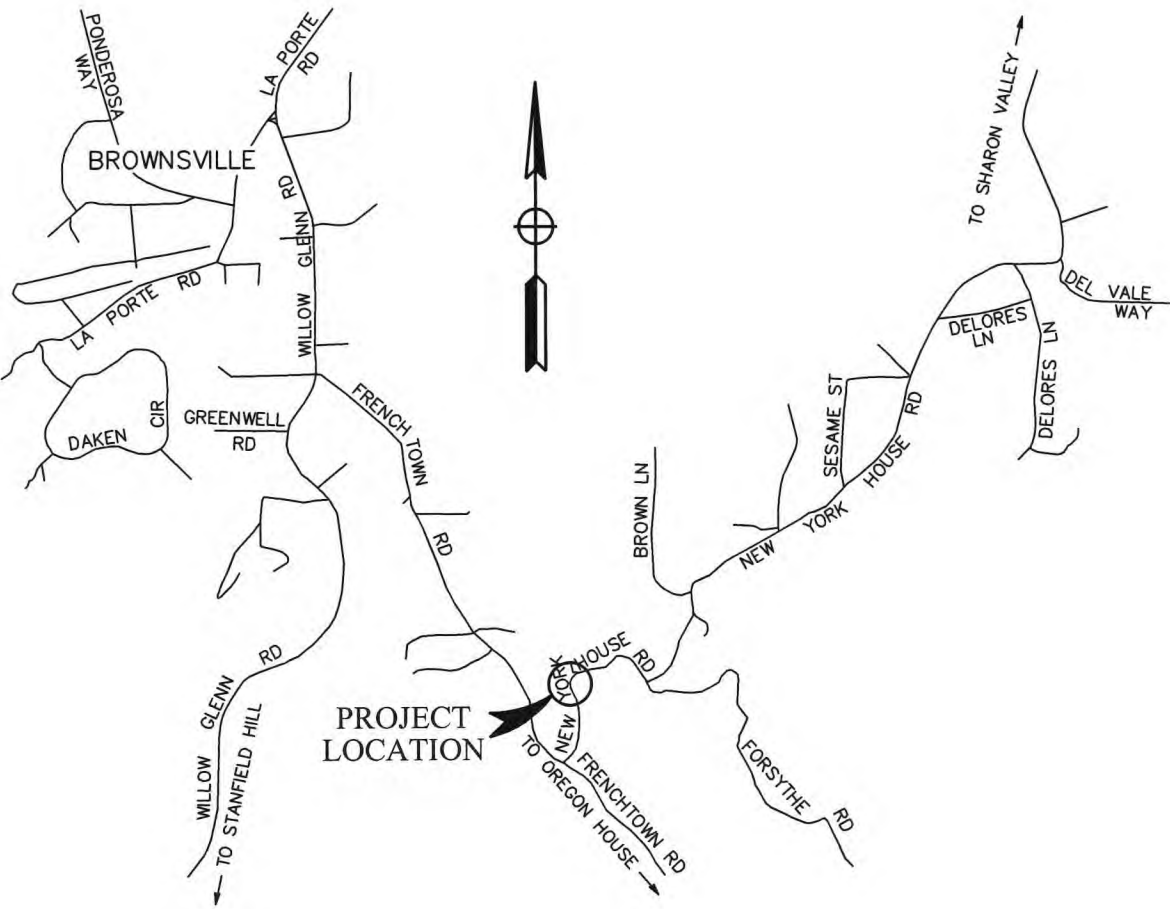 PONDEROSA
WAY
LA PORTE
RD
BROWNSVILLE
TO SHARON VALLEY
WILLOW GLENN RD
LA PORTE RD
DEL VALE
WAY
DELORES
LN
DELORES LN
FRENCH TOWN RD
SESAME ST
GREENWELL
RD
DAKEN CIR
BROWN LN
NEW YORK HOUSE RD
NEW YORK HOUSE RD
WILLOW GLENN RD
PROJECT
LOCATION
TO STANFIELD HILL
TO OREGON HOUSE
FRENCHTOWN RD
FORSYTHE RD